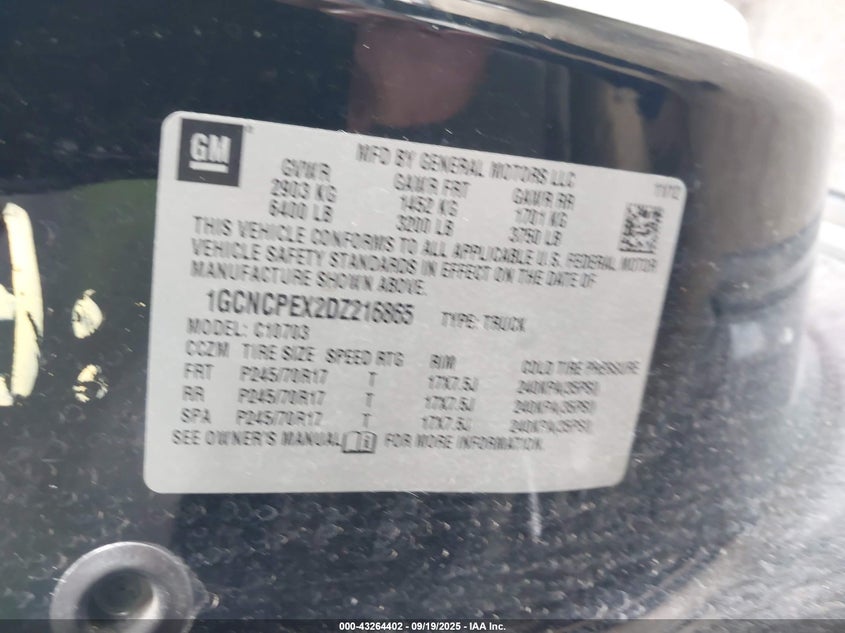 GM
MFD BY GENERAL MOTORS LLC 11/12
GVWR GAWR FRT GAWR RR
2903 KG 1452 KG 1701 KG
6400 LB 3200 LB 3750 LB
THIS VEHICLE CONFORMS TO ALL APPLICABLE U.S. FEDERAL MOTOR
VEHICLE SAFETY STANDARDS IN EFFECT ON THE DATE OF
MANUFACTURE SHOWN ABOVE.
1GCNCPEX2DZ216865 TYPE: TRUCK
MODEL: C10703
CCZM TIRE SIZE SPEED RTG RIM COLD TIRE PRESSURE
FRT P245/70R17 T 17X7.5J 240KPA(35PSI)
RR P245/70R17 T 17X7.5J 240KPA(35PSI)
SPA P245/70R17 T 17X7.5J 240KPA(35PSI)
SEE OWNER'S MANUAL FOR MORE INFORMATION.
000-43264402 - 09/19/2025 - IAA Inc.